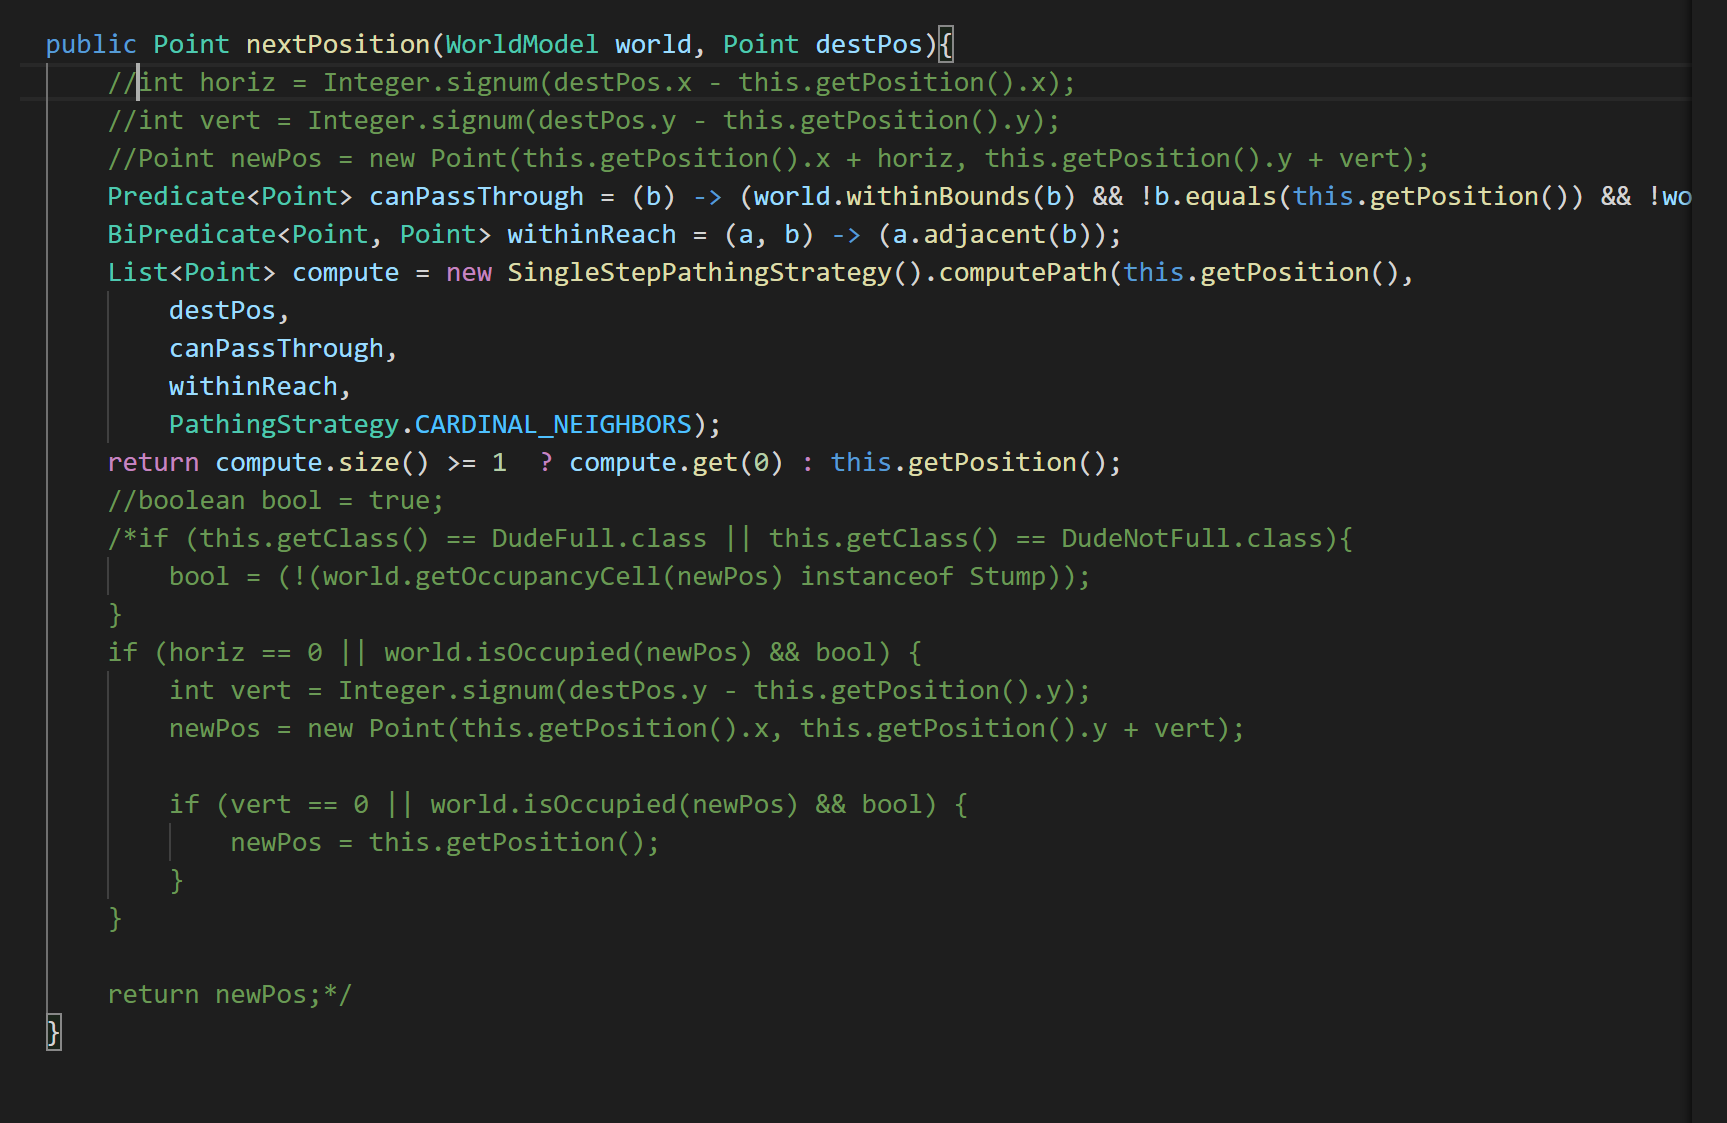 public Point nextPosition(WorldModel world, Point destPos){
//int horiz = Integer.signum(destPos.x - this.getPosition().x);
//int vert = Integer.signum(destPos.y - this.getPosition().y);
//Point newPos = new Point(this.getPosition().x + horiz, this.getPosition().y + vert);
Predicate<Point> canPassThrough = (b) -> (world.withinBounds(b) && !b.equals(this.getPosition()) && !wo
BiPredicate<Point, Point> withinReach = (a, b) -> (a.adjacent(b));
List<Point> compute = new SingleStepPathingStrategy().computePath(this.getPosition(),
destPos,
canPassThrough,
withinReach,
PathingStrategy.CARDINAL_NEIGHBORS);
return compute.size() >= 1  ? compute.get(0) : this.getPosition();
//boolean bool = true;
/*if (this.getClass() == DudeFull.class || this.getClass() == DudeNotFull.class){
bool = (!(world.getOccupancyCell(newPos) instanceof Stump));
}
if (horiz == 0 || world.isOccupied(newPos) && bool) {
int vert = Integer.signum(destPos.y - this.getPosition().y);
newPos = new Point(this.getPosition().x, this.getPosition().y + vert);
if (vert == 0 || world.isOccupied(newPos) && bool) {
newPos = this.getPosition();
}
}
return newPos;*/
}